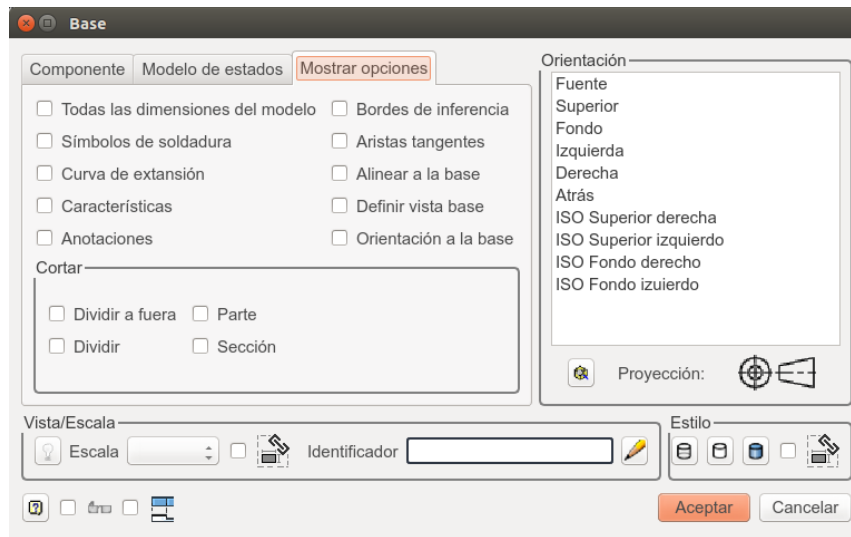 Base
Componente Modelo de estados Mostrar opciones
Todas las dimensiones del modelo Bordes de inferencia
Símbolos de soldadura Aristas tangentes
Curva de extansión Alinear a la base
Características Definir vista base
Anotaciones Orientación a la base
Cortar
Dividir a fuera Parte
Dividir Sección
Orientación
Fuente
Superior
Fondo
Izquierda
Derecha
Atrás
ISO Superior derecha
ISO Superior izquierdo
ISO Fondo derecho
ISO Fondo izuierdo
Proyección:
Vista/Escala
Escala Identificador
Estilo
Aceptar Cancelar